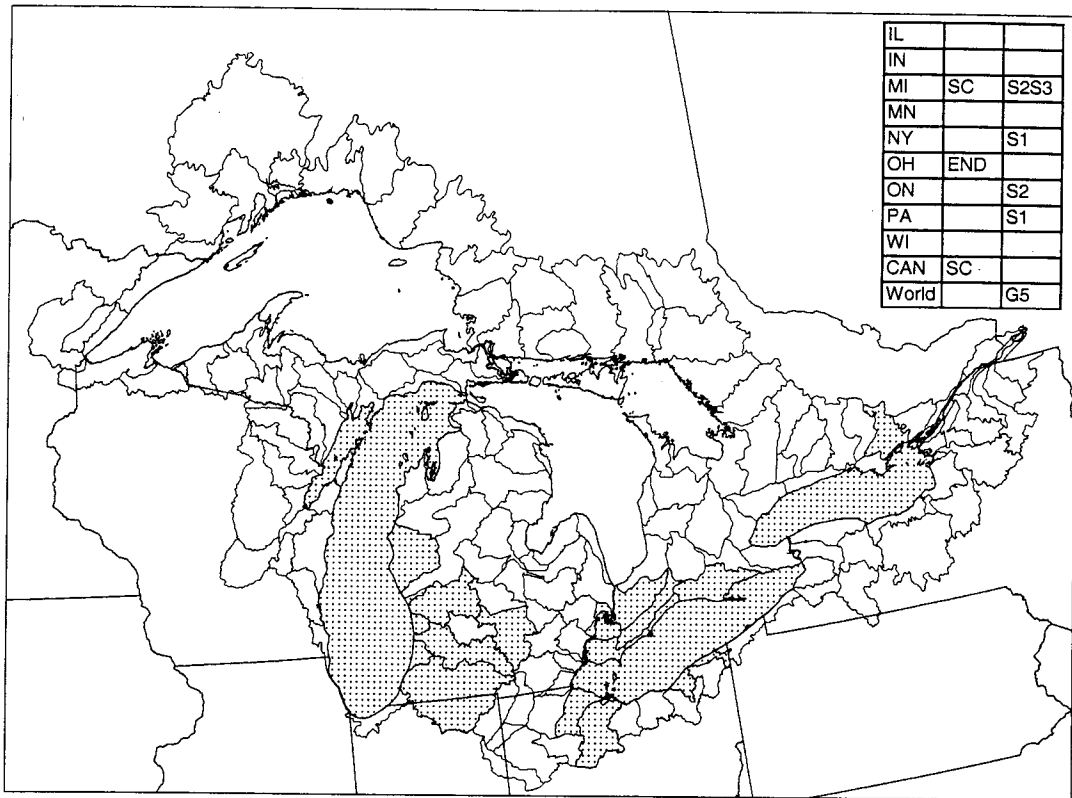 IL
IN
MI SC S2S3
MN
NY S1
OH END
ON S2
PA S1
WI
CAN SC
World G5